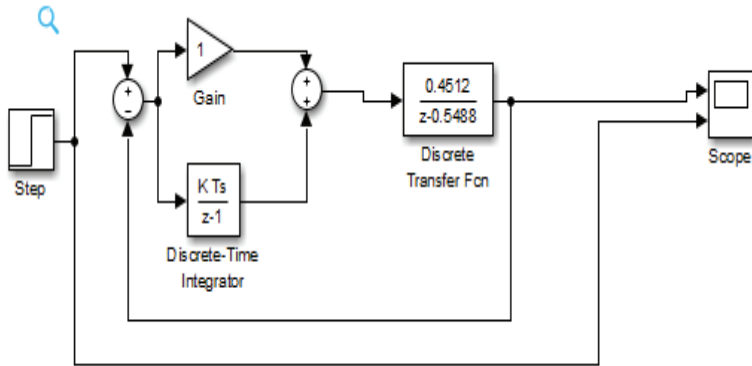 1
+
-
+
+
Gain
0.4512
z-0.5488
Discrete
Transfer Fcn
Scope
Step
K Ts
z-1
Discrete-Time
Integrator